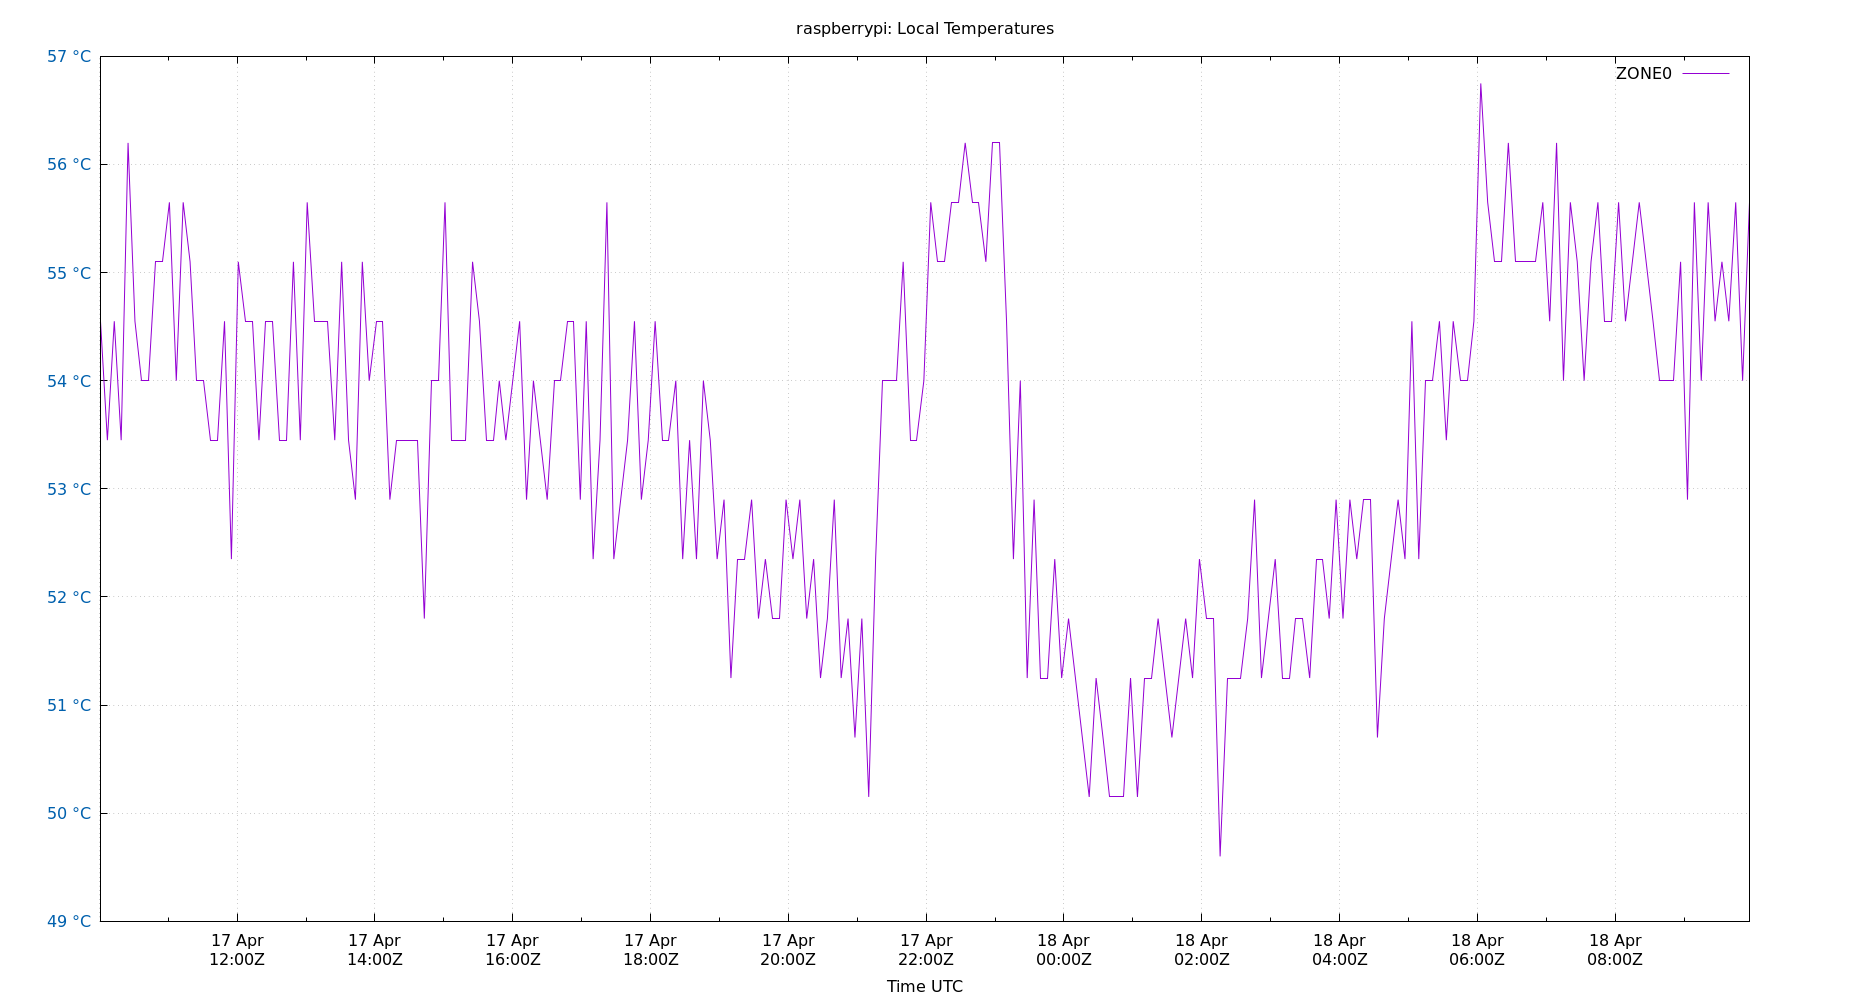 raspberrypi: Local Temperatures
ZONE0
57 °C
56 °C
55 °C
54 °C
53 °C
52 °C
51 °C
50 °C
49 °C
17 Apr 17 Apr 17 Apr 17 Apr 17 Apr 17 Apr 18 Apr 18 Apr 18 Apr 18 Apr 18 Apr
12:00Z 14:00Z 16:00Z 18:00Z 20:00Z 22:00Z 00:00Z 02:00Z 04:00Z 06:00Z 08:00Z
Time UTC